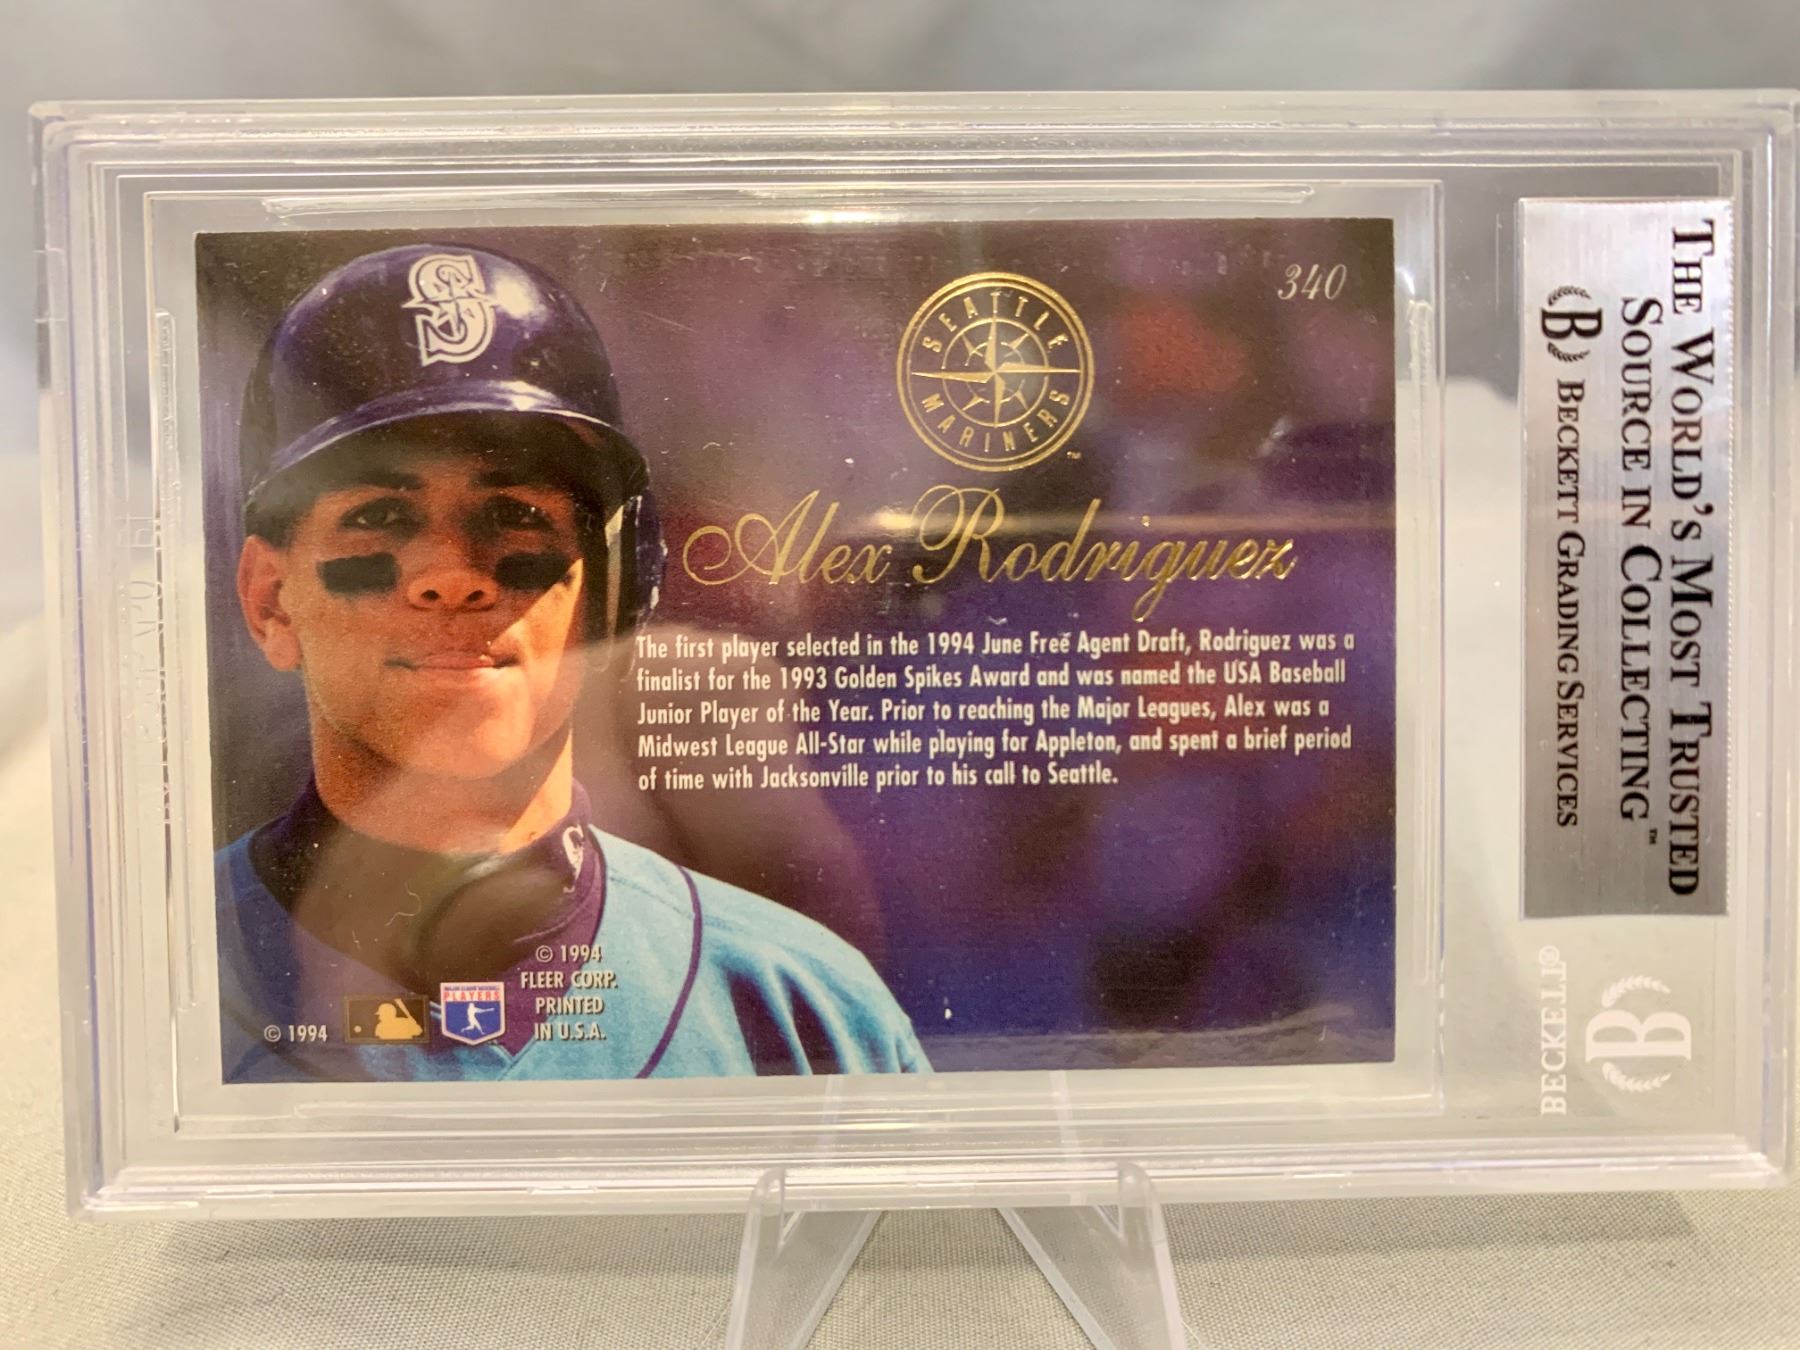 340
SEATTLE
MARINERS
™
Alex Rodriguez
The first player selected in the 1994 June Free Agent Draft, Rodriguez was a
finalist for the 1993 Golden Spikes Award and was named the USA Baseball
Junior Player of the Year. Prior to reaching the Major Leagues, Alex was a
Midwest League All-Star while playing for Appleton, and spent a brief period
of time with Jacksonville prior to his call to Seattle.
© 1994
FLEER CORP.
PRINTED
IN U.S.A.
© 1994
MAJOR LEAGUE BASEBALL
PLAYERS
S
S
THE WORLD'S MOST TRUSTED
SOURCE IN COLLECTING™
B BECKETT GRADING SERVICES
BECKETT®
B